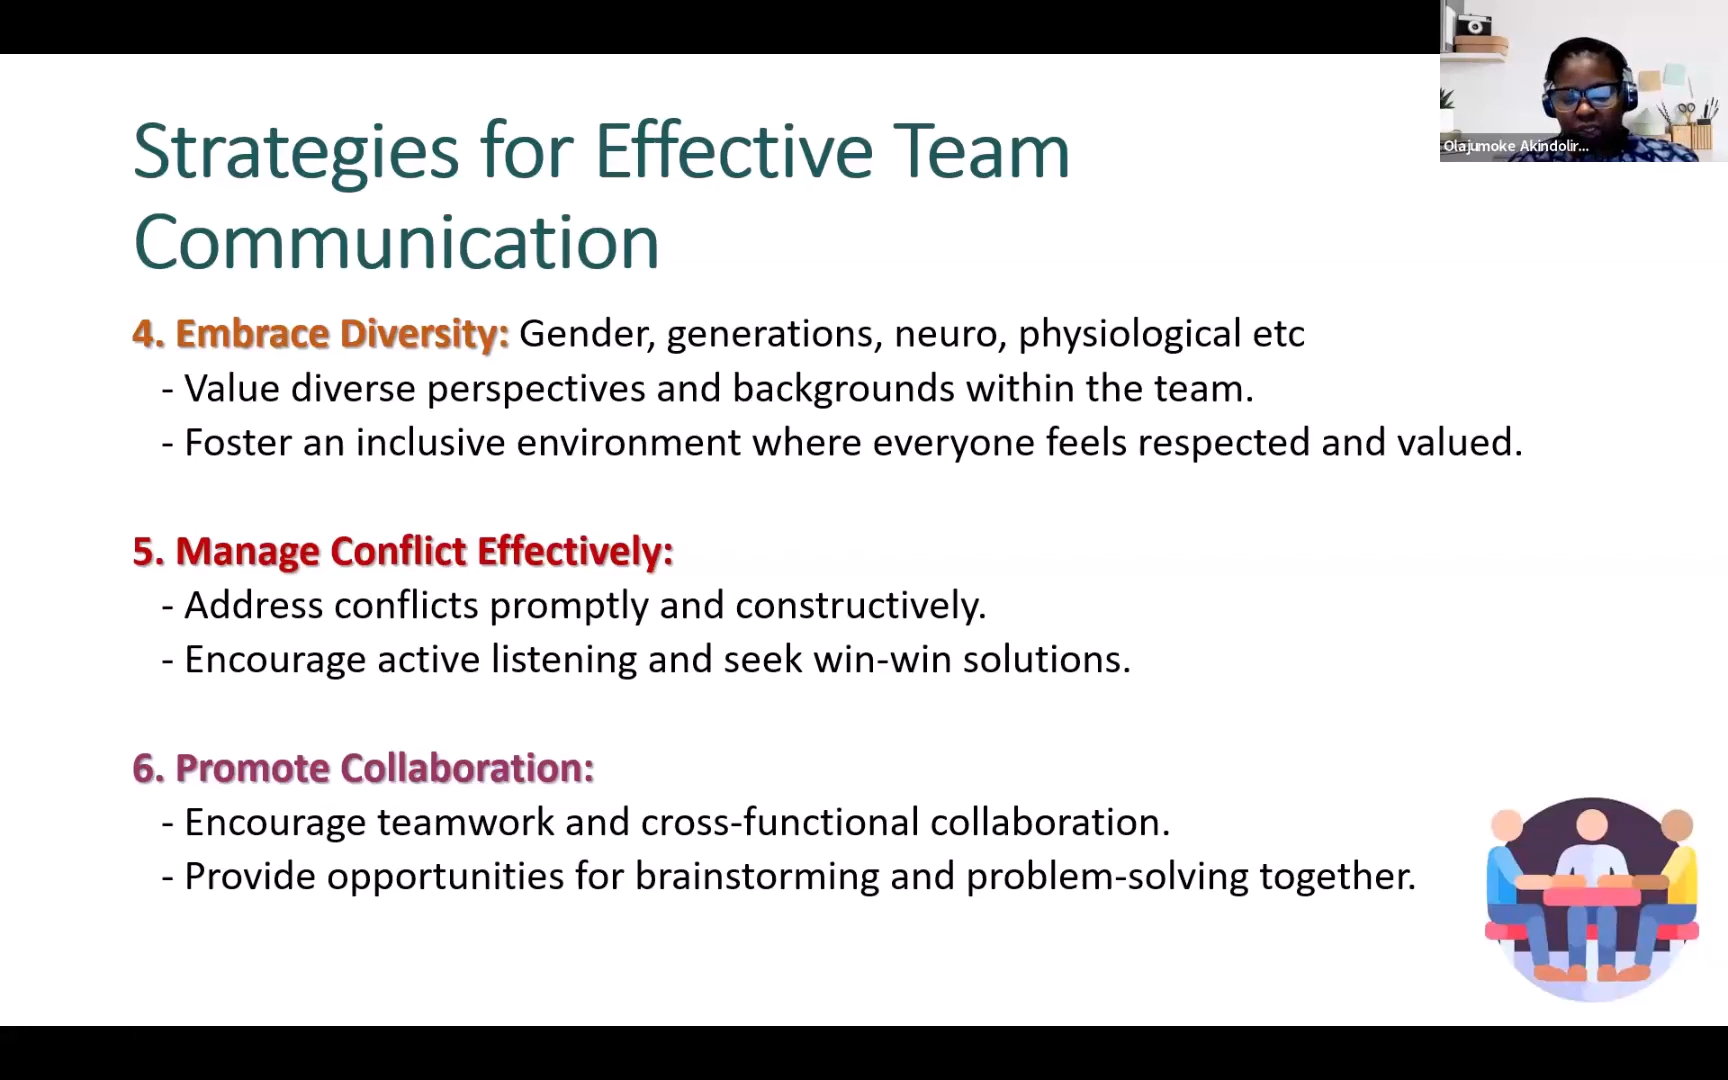 Strategies for Effective Team
Communication
4. Embrace Diversity: Gender, generations, neuro, physiological etc
- Value diverse perspectives and backgrounds within the team.
- Foster an inclusive environment where everyone feels respected and valued.
5. Manage Conflict Effectively:
- Address conflicts promptly and constructively.
- Encourage active listening and seek win-win solutions.
6. Promote Collaboration:
- Encourage teamwork and cross-functional collaboration.
- Provide opportunities for brainstorming and problem-solving together.
Olajumoke Akindolir...